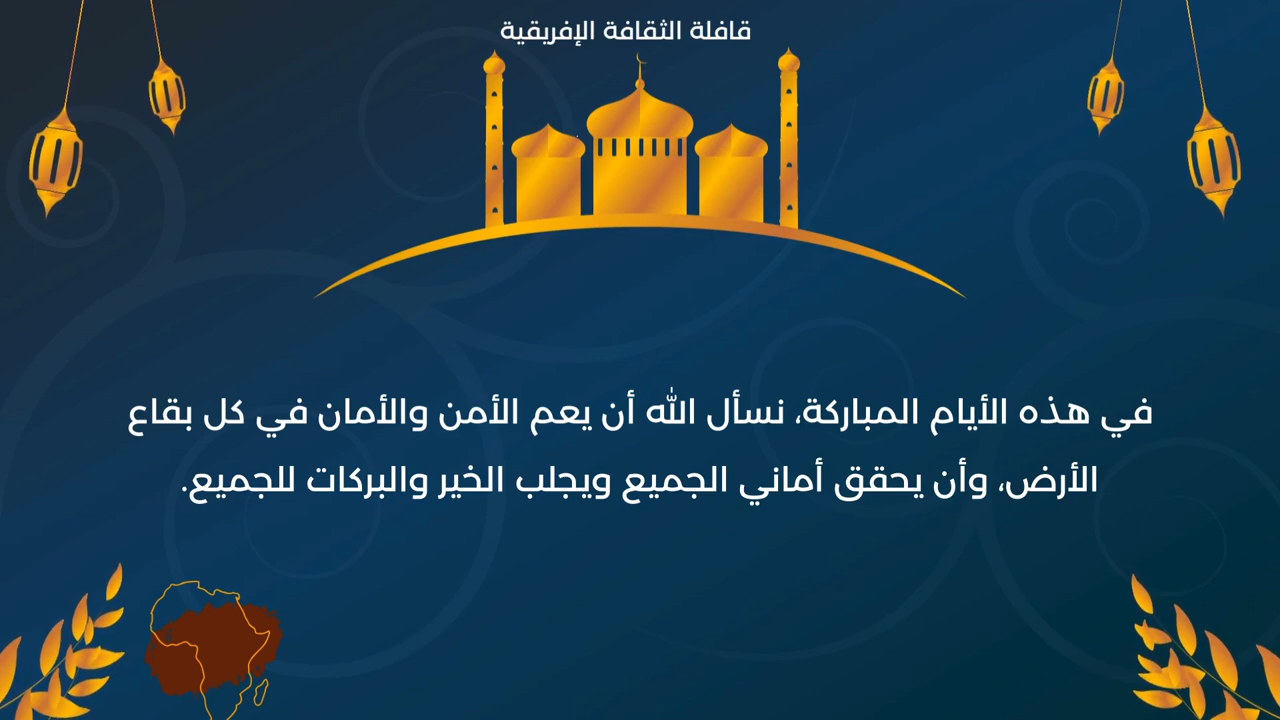 قافلة الثقافة الإفريقية
في هذه الأيام المباركة، نسأل الله أن يعم الأمن والأمان في كل بقاع
الأرض، وأن يحقق أماني الجميع ويجلب الخير والبركات للجميع.